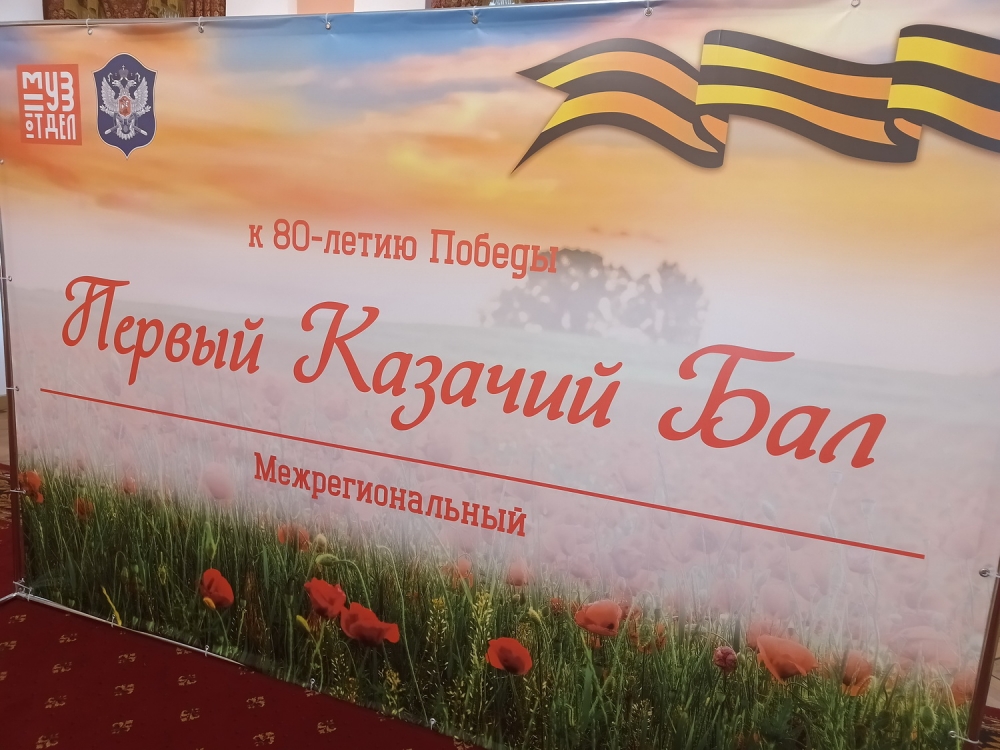 МУЗ
ОТДЕЛ
к 80-летию Победы
Первый Казачий Бал
Межрегиональный